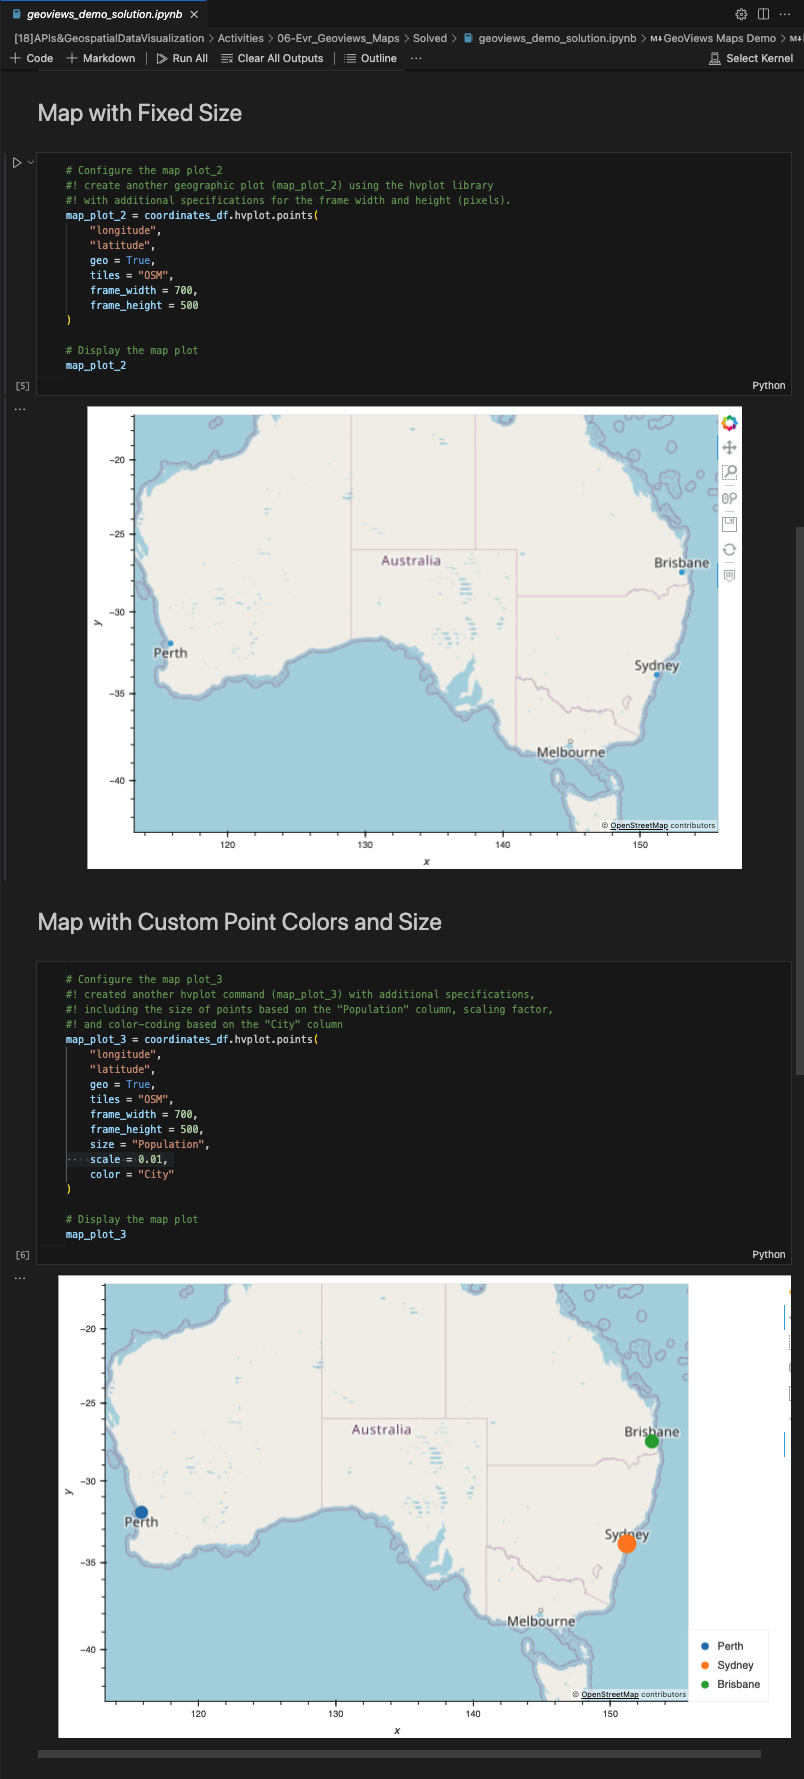 geoviews_demo_solution.ipynb
[18]APIs&GeospatialDataVisualization > Activities > 06-Evr_Geoviews_Maps > Solved > geoviews_demo_solution.ipynb > M↓GeoViews Maps Demo > M↓
+ Code + Markdown Run All Clear All Outputs Outline ... Select Kernel
Map with Fixed Size
# Configure the map plot_2
#! create another geographic plot (map_plot_2) using the hvplot library
#! with additional specifications for the frame width and height (pixels).
map_plot_2 = coordinates_df.hvplot.points(
"longitude",
"latitude",
geo = True,
tiles = "OSM",
frame_width = 700,
frame_height = 500
)
# Display the map plot
map_plot_2
[5] Python
...
-20
-25
Australia
Brisbane
-30
y
Perth
Sydney
-35
Melbourne
-40
© OpenStreetMap contributors
120 130 140 150
x
Map with Custom Point Colors and Size
# Configure the map plot_3
#! created another hvplot command (map_plot_3) with additional specifications,
#! including the size of points based on the "Population" column, scaling factor,
#! and color-coding based on the "City" column
map_plot_3 = coordinates_df.hvplot.points(
"longitude",
"latitude",
geo = True,
tiles = "OSM",
frame_width = 700,
frame_height = 500,
size = "Population",
scale = 0.01,
color = "City"
)
# Display the map plot
map_plot_3
[6] Python
...
-20
-25
Australia
Brisbane
-30
y
Perth
Sydney
-35
Melbourne
-40
Perth
Sydney
Brisbane
© OpenStreetMap contributors
120 130 140 150
x